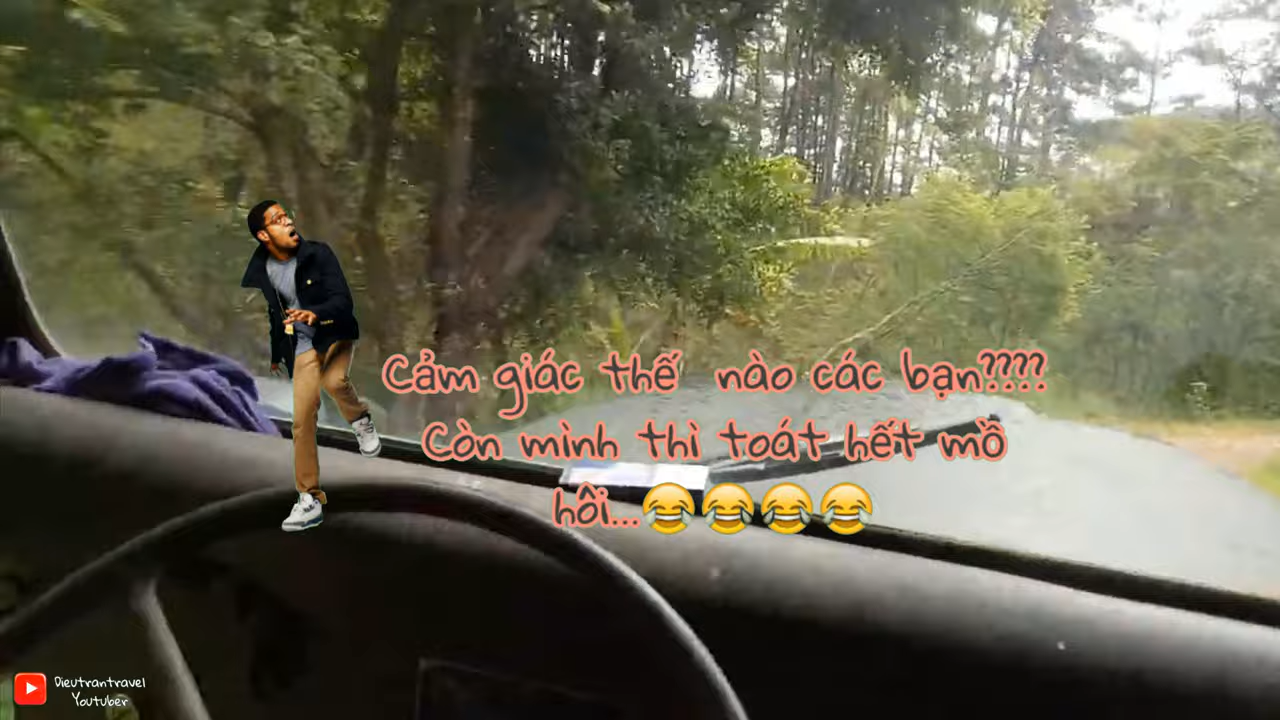 Cảm giác thế nào các bạn????
Còn mình thì toát hết mồ
hôi...😂😂😂😂
Dieutrantravel
Youtuber